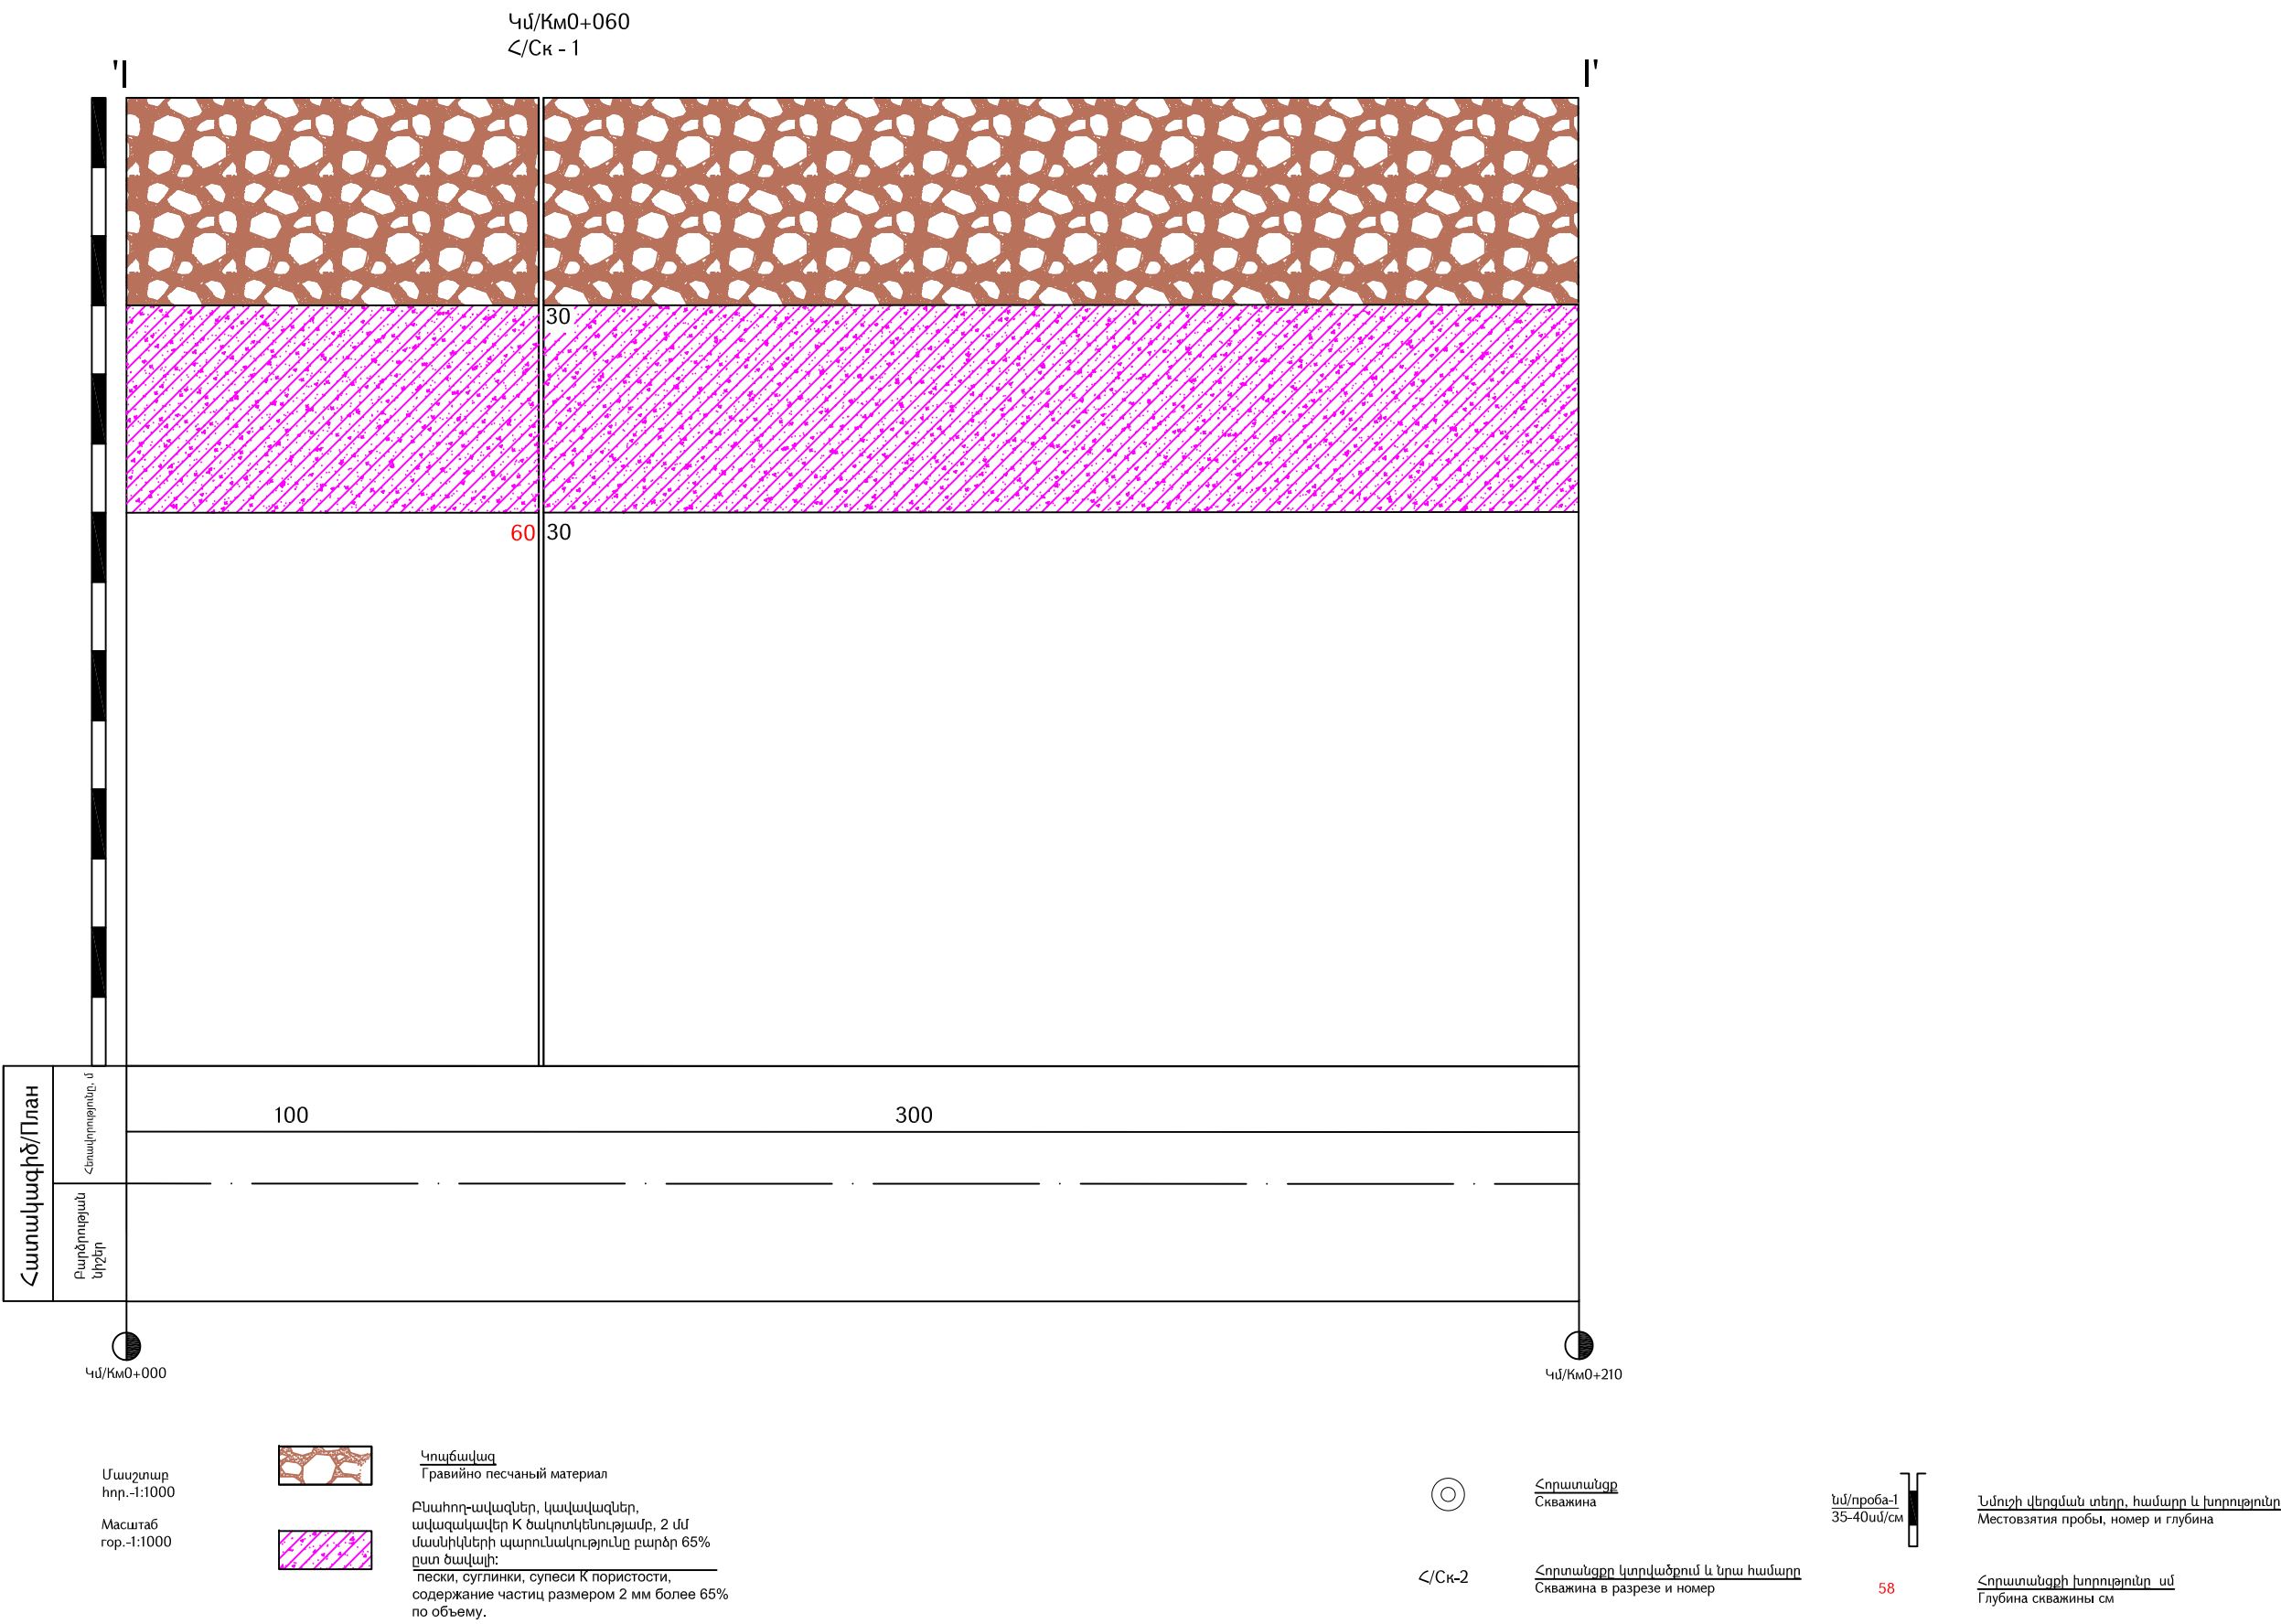 Կմ/Км0+060
Հ/Ск - 1
'I
I'
30
60 30
Հատակագիծ/План
Հեռավորությունը, մ
100
300
Բարձրության
նիշեր
Կմ/Км0+000
Կմ/Км0+210
Մասշտաբ
հոր.-1:1000
Масштаб
гор.-1:1000
Կոպճավազ
Гравийно песчаный материал
Բնահող-ավազներ, կավավազներ,
ավազակավեր K ծակոտկենությամբ, 2 մմ
մասնիկների պարունակությունը բարձր 65%
ըստ ծավալի:
пески, суглинки, супеси К пористости,
содержание частиц размером 2 мм более 65%
по объему.
Հորատանցք
Скважина
Հ/Ск-2
Հորտանցքը կտրվածքում և նրա համարը
Скважина в разрезе и номер
նմ/проба-1
35-40սմ/см
Նմուշի վերցման տեղը, համարը և խորությունը
Местовзятия пробы, номер и глубина
58
Հորատանցքի խորությունը սմ
Глубина скважины см